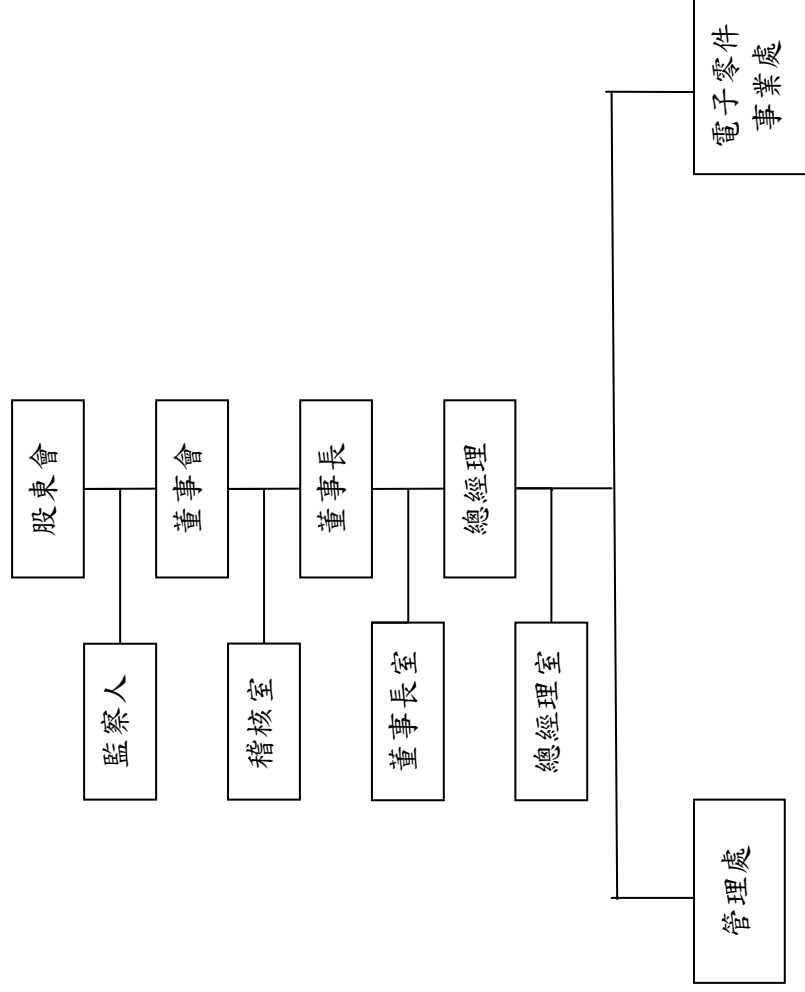 股東會
監察人
董事會
稽核室
董事長
董事長室
總經理
總經理室
管理處
電子零件
事業處